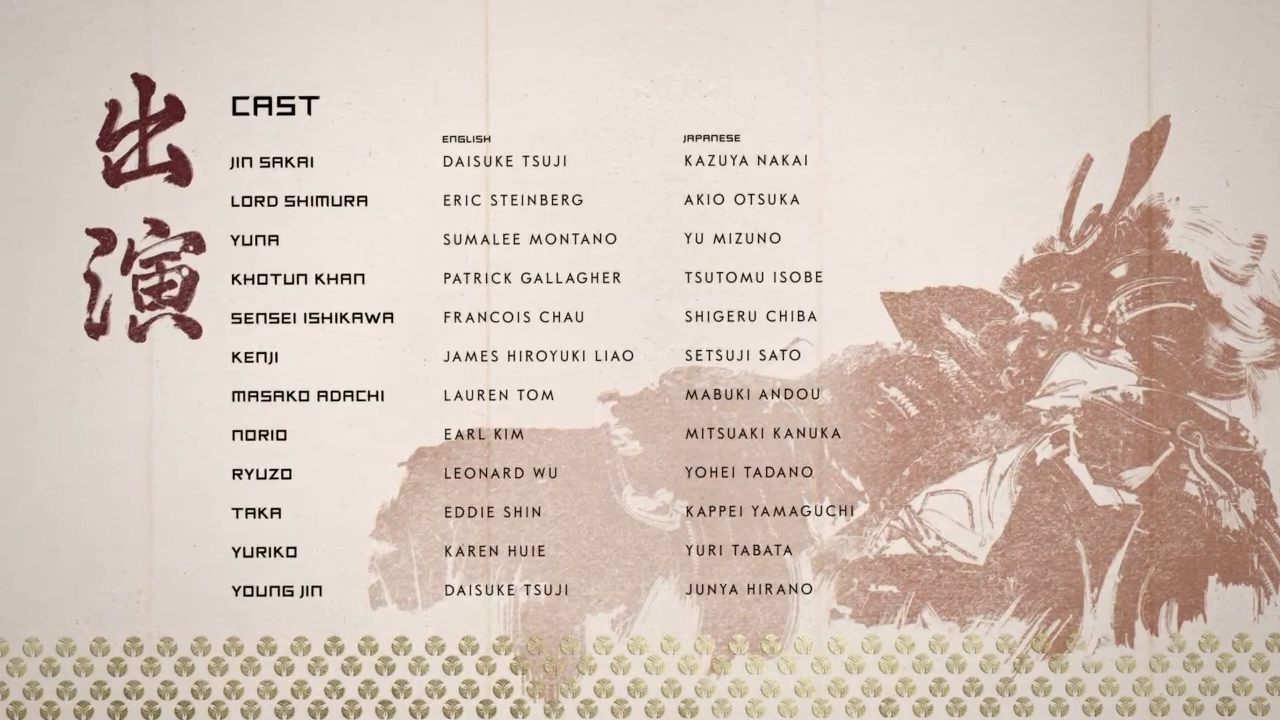 出演
CAST
ENGLISH JAPANESE
JIN SAKAI DAISUKE TSUJI KAZUYA NAKAI
LORD SHIMURA ERIC STEINBERG AKIO OTSUKA
YUNA SUMALEE MONTANO YU MIZUNO
KHOTUN KHAN PATRICK GALLAGHER TSUTOMU ISOBE
SENSEI ISHIKAWA FRANCOIS CHAU SHIGERU CHIBA
KENJI JAMES HIROYUKI LIAO SETSUJI SATO
MASAKO ADACHI LAUREN TOM MABUKI ANDOU
NORIO EARL KIM MITSUAKI KANUKA
RYUZO LEONARD WU YOHEI TADANO
TAKA EDDIE SHIN KAPPEI YAMAGUCHI
YURIKO KAREN HUIE YURI TABATA
YOUNG JIN DAISUKE TSUJI JUNYA HIRANO